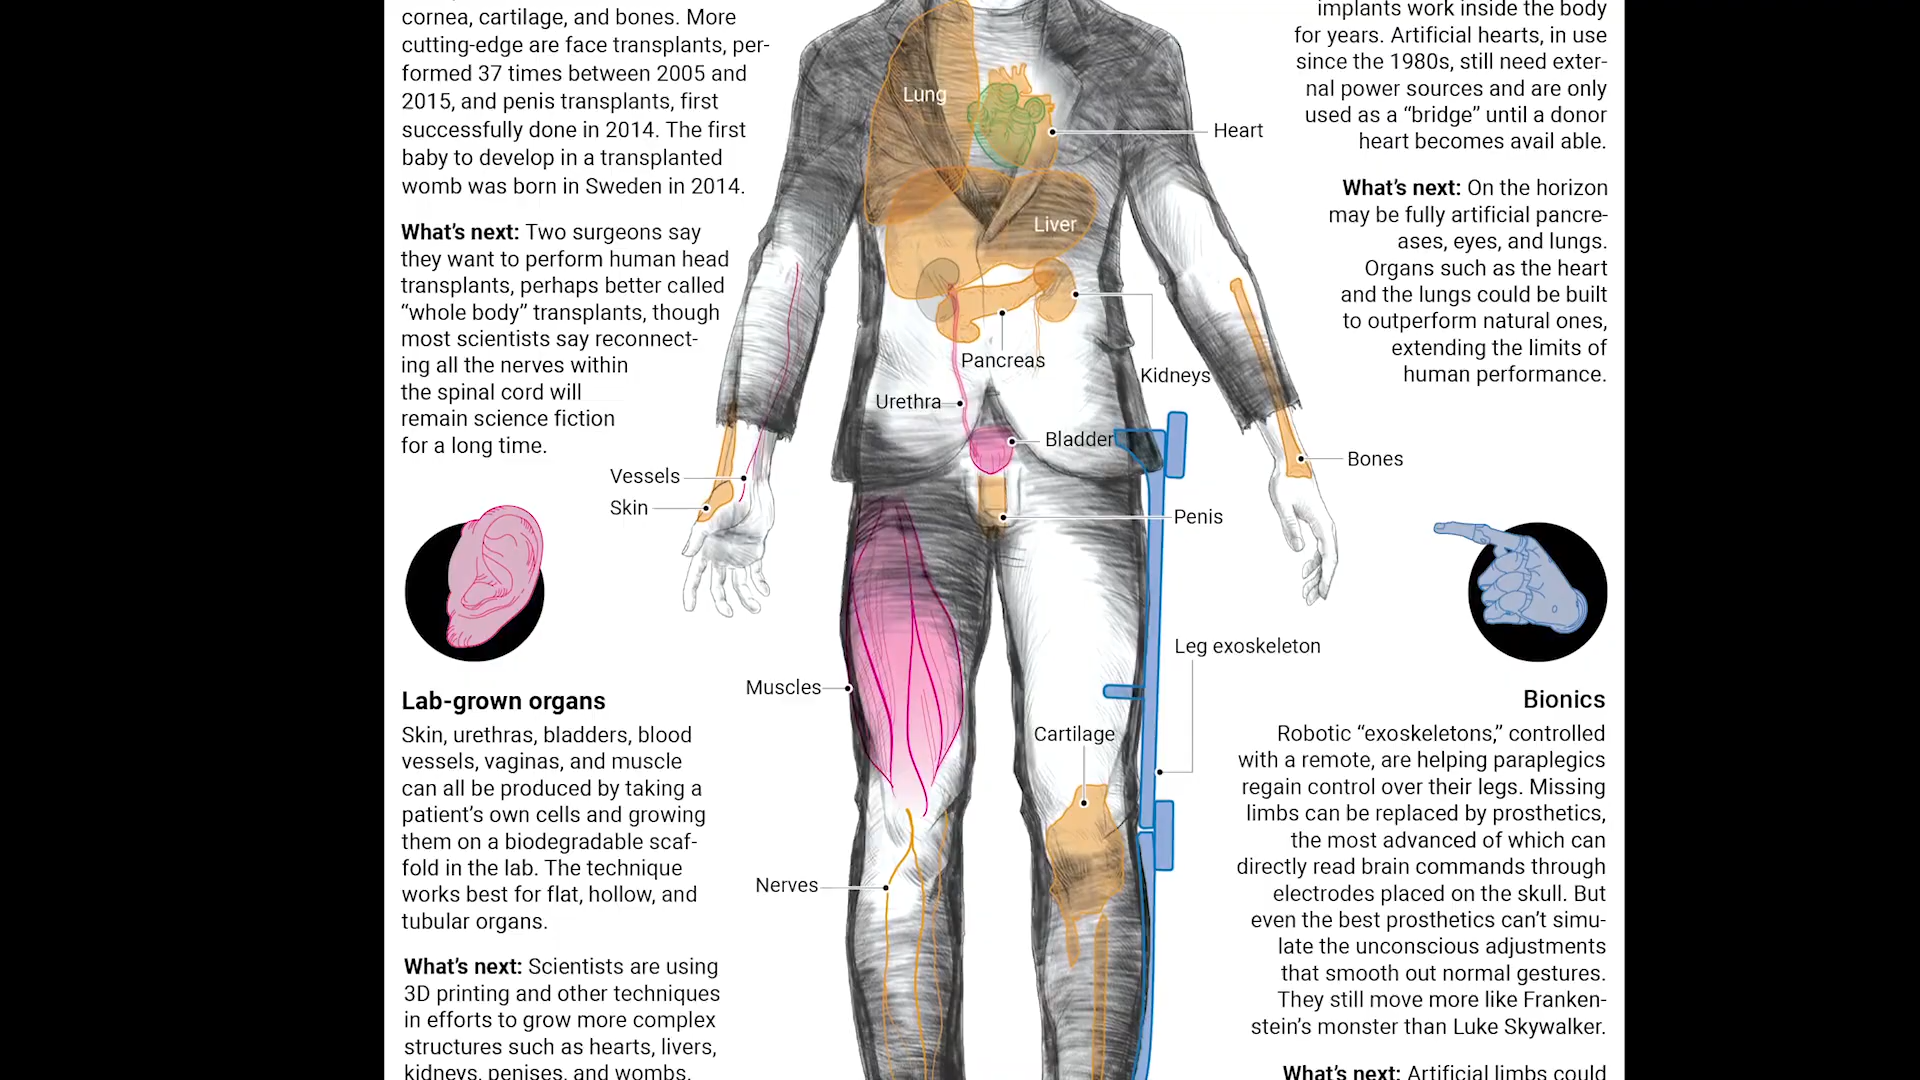 cornea, cartilage, and bones. More
cutting-edge are face transplants, per-
formed 37 times between 2005 and
2015, and penis transplants, first
successfully done in 2014. The first
baby to develop in a transplanted
womb was born in Sweden in 2014.
What's next: Two surgeons say
they want to perform human head
transplants, perhaps better called
“whole body” transplants, though
most scientists say reconnect-
ing all the nerves within
the spinal cord will
remain science fiction
for a long time.
implants work inside the body
for years. Artificial hearts, in use
since the 1980s, still need exter-
nal power sources and are only
used as a “bridge” until a donor
heart becomes avail able.
What's next: On the horizon
may be fully artificial pancre-
ases, eyes, and lungs.
Organs such as the heart
and the lungs could be built
to outperform natural ones,
extending the limits of
human performance.
Lung
Heart
Liver
Pancreas
Kidneys
Urethra
Bladder
Vessels
Skin
Bones
Penis
Leg exoskeleton
Muscles
Cartilage
Nerves
Lab-grown organs
Skin, urethras, bladders, blood
vessels, vaginas, and muscle
can all be produced by taking a
patient's own cells and growing
them on a biodegradable scaf-
fold in the lab. The technique
works best for flat, hollow, and
tubular organs.
What's next: Scientists are using
3D printing and other techniques
in efforts to grow more complex
structures such as hearts, livers,
kidneys, penises, and wombs.
Bionics
Robotic “exoskeletons,” controlled
with a remote, are helping paraplegics
regain control over their legs. Missing
limbs can be replaced by prosthetics,
the most advanced of which can
directly read brain commands through
electrodes placed on the skull. But
even the best prosthetics can't simu-
late the unconscious adjustments
that smooth out normal gestures.
They still move more like Franken-
stein's monster than Luke Skywalker.
What's next: Artificial limbs could